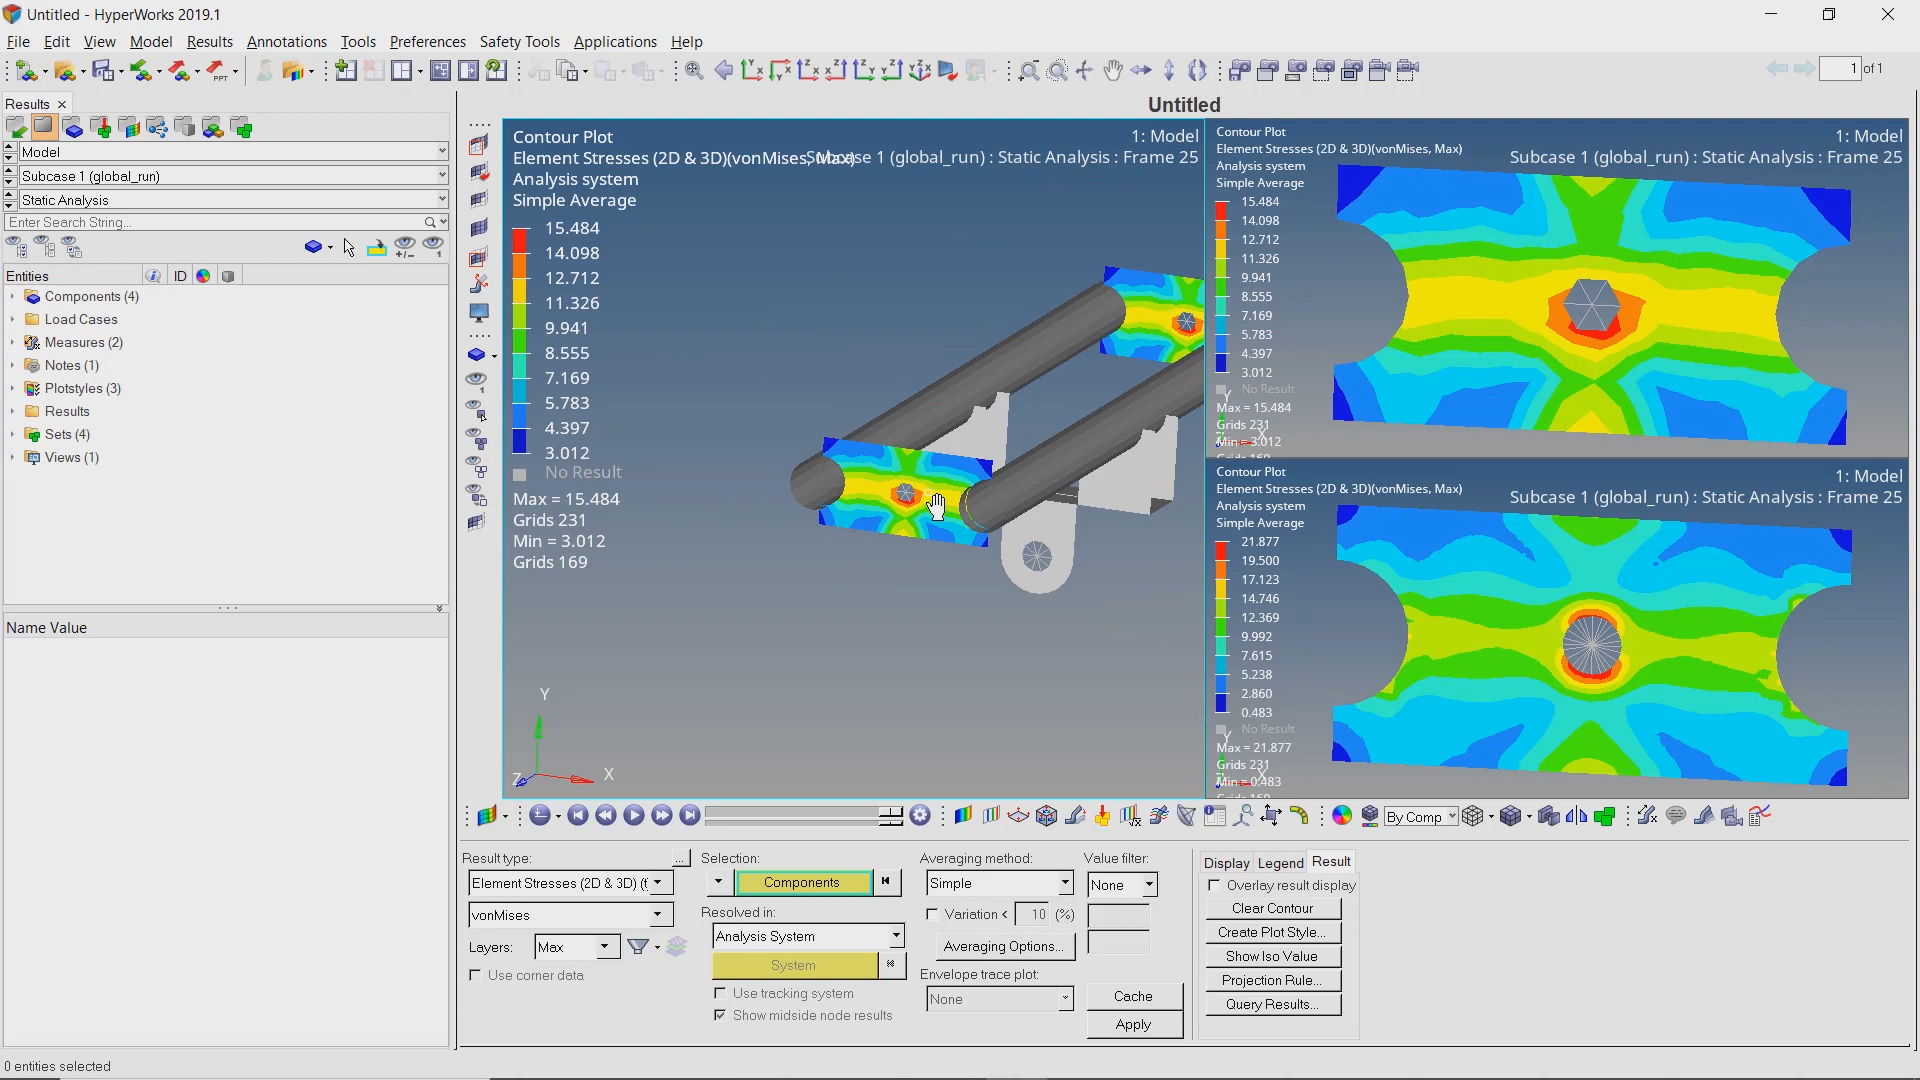 Untitled - HyperWorks 2019.1
File Edit View Model Results Annotations Tools Preferences Safety Tools Applications Help
1 of 1
Results
Model
Subcase 1 (global_run)
Static Analysis
Enter Search String...
Entities ID
Components (4)
Load Cases
Measures (2)
Notes (1)
Plotstyles (3)
Results
Sets (4)
Views (1)
Name Value
0 entities selected
Untitled
Contour Plot
Element Stresses (2D & 3D)(vonMises, Max)
Analysis system
Simple Average
1: Model
Subcase 1 (global_run) : Static Analysis : Frame 25
15.484
14.098
12.712
11.326
9.941
8.555
7.169
5.783
4.397
3.012
No Result
Max = 15.484
Grids 231
Min = 3.012
Grids 169
Y
Z
X
Contour Plot
Element Stresses (2D & 3D)(vonMises, Max)
Analysis system
Simple Average
1: Model
Subcase 1 (global_run) : Static Analysis : Frame 25
15.484
14.098
12.712
11.326
9.941
8.555
7.169
5.783
4.397
3.012
No Result
Y
Max = 15.484
Grids 231
Min = 3.012
X
Contour Plot
Element Stresses (2D & 3D)(vonMises, Max)
Analysis system
Simple Average
1: Model
Subcase 1 (global_run) : Static Analysis : Frame 25
21.877
19.500
17.123
14.746
12.369
9.992
7.615
5.238
2.860
0.483
No Result
Y
Max = 21.877
Grids 231
Min = 0.483
X
By Comp
Result type:
Element Stresses (2D & 3D) (t)
vonMises
Layers: Max
Use corner data
Selection:
Components
Resolved in:
Analysis System
System
Use tracking system
Show midside node results
Averaging method:
Simple
Variation < 10 (%)
Averaging Options...
Envelope trace plot:
None
Value filter:
None
Cache
Apply
Display Legend Result
Overlay result display
Clear Contour
Create Plot Style...
Show Iso Value
Projection Rule...
Query Results...